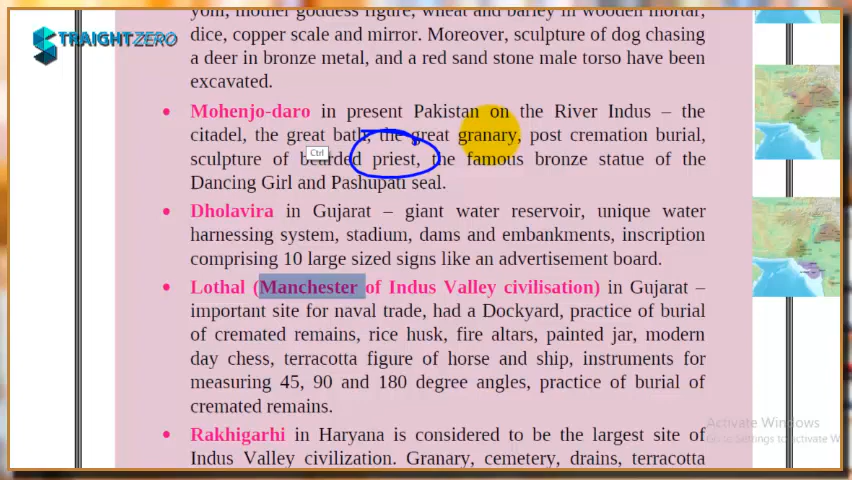 yoni, mother goddess figure, wheat and barley in wooden mortar,
STRAIGHTZERO
dice, copper scale and mirror. Moreover, sculpture of dog chasing
a deer in bronze metal, and a red sand stone male torso have been
excavated.
• Mohenjo-daro in present Pakistan on the River Indus – the
citadel, the great bath, the great granary, post cremation burial,
Ctrl
sculpture of bearded priest, the famous bronze statue of the
Dancing Girl and Pashupati seal.
• Dholavira in Gujarat – giant water reservoir, unique water
harnessing system, stadium, dams and embankments, inscription
comprising 10 large sized signs like an advertisement board.
• Lothal (Manchester of Indus Valley civilisation) in Gujarat –
important site for naval trade, had a Dockyard, practice of burial
of cremated remains, rice husk, fire altars, painted jar, modern
day chess, terracotta figure of horse and ship, instruments for
measuring 45, 90 and 180 degree angles, practice of burial of
cremated remains.
Activate Windows
• Rakhigarhi in Haryana is considered to be the largest site of
Go to Settings to activate W
Indus Valley civilization. Granary, cemetery, drains, terracotta